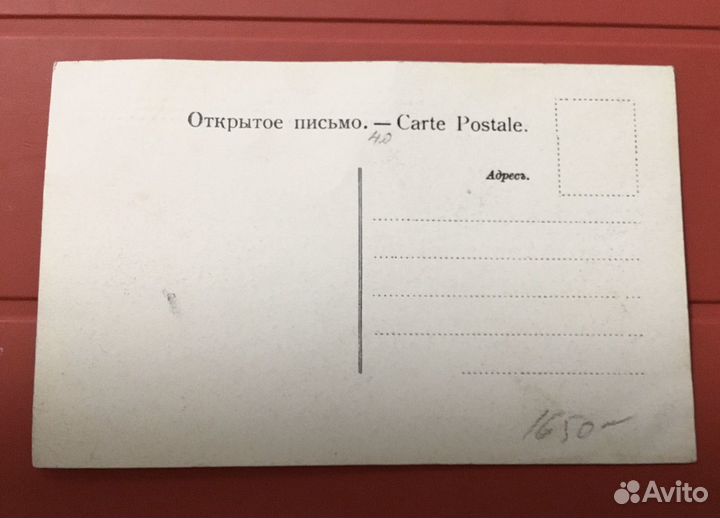 Открытое письмо. — Carte Postale.
40
Адресъ.
1650~
Avito